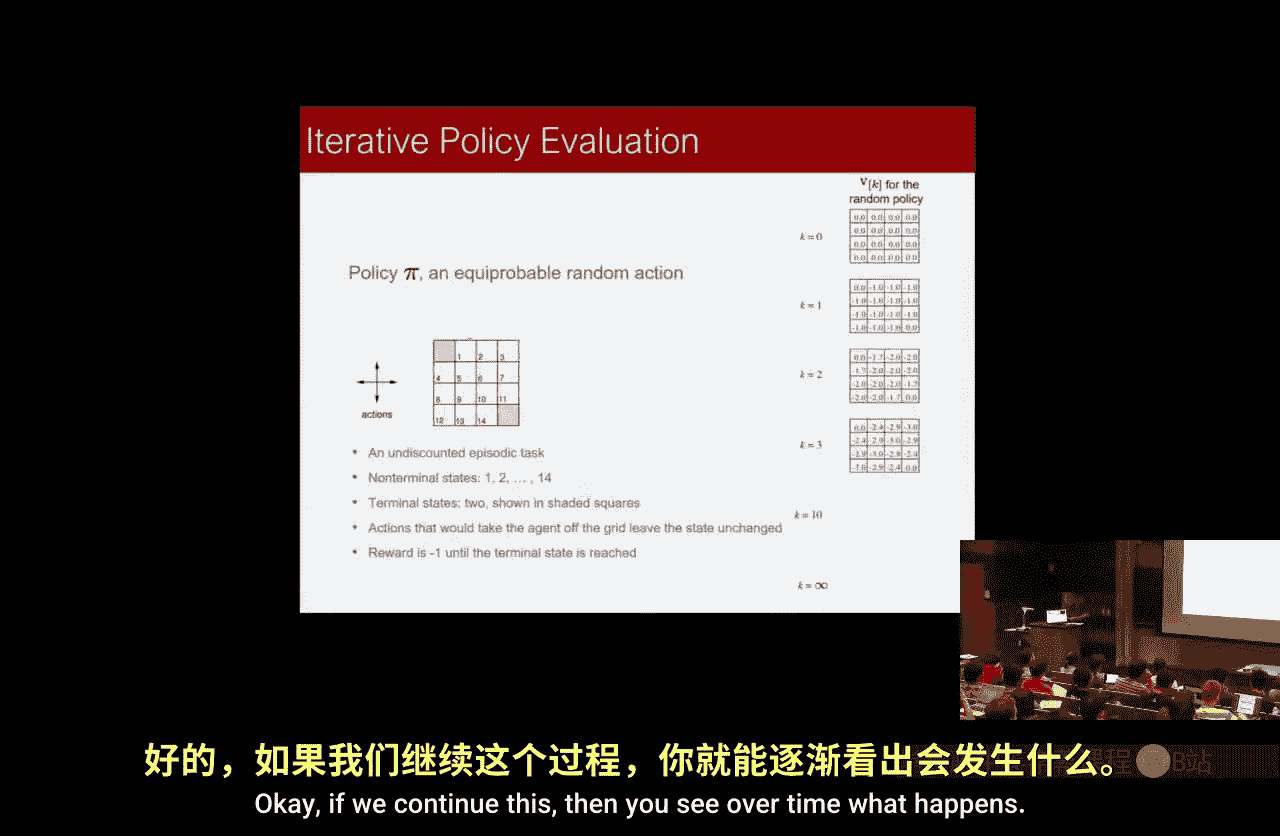 Iterative Policy Evaluation
V[k] for the
random policy
k = 0
0.0 0.0 0.0 0.0
0.0 0.0 0.0 0.0
0.0 0.0 0.0 0.0
0.0 0.0 0.0 0.0
Policy π, an equiprobable random action
k = 1
0.0 -1.0 -1.0 -1.0
-1.0 -1.0 -1.0 -1.0
-1.0 -1.0 -1.0 -1.0
-1.0 -1.0 -1.0 0.0
1 2 3
4 5 6 7
8 9 10 11
12 13 14
actions
k = 2
0.0 -1.7 -2.0 -2.0
-1.7 -2.0 -2.0 -2.0
-2.0 -2.0 -2.0 -1.7
-2.0 -2.0 -1.7 0.0
k = 3
0.0 -2.4 -2.9 -3.0
-2.4 -2.9 -3.0 -2.9
-2.9 -3.0 -2.9 -2.4
-3.0 -2.9 -2.4 0.0
• An undiscounted episodic task
• Nonterminal states: 1, 2, … , 14
• Terminal states: two, shown in shaded squares
• Actions that would take the agent off the grid leave the state unchanged
• Reward is -1 until the terminal state is reached
k = 10
k = ∞
好的，如果我们继续这个过程，你就能逐渐看出会发生什么。
Okay, if we continue this, then you see over time what happens.
B站